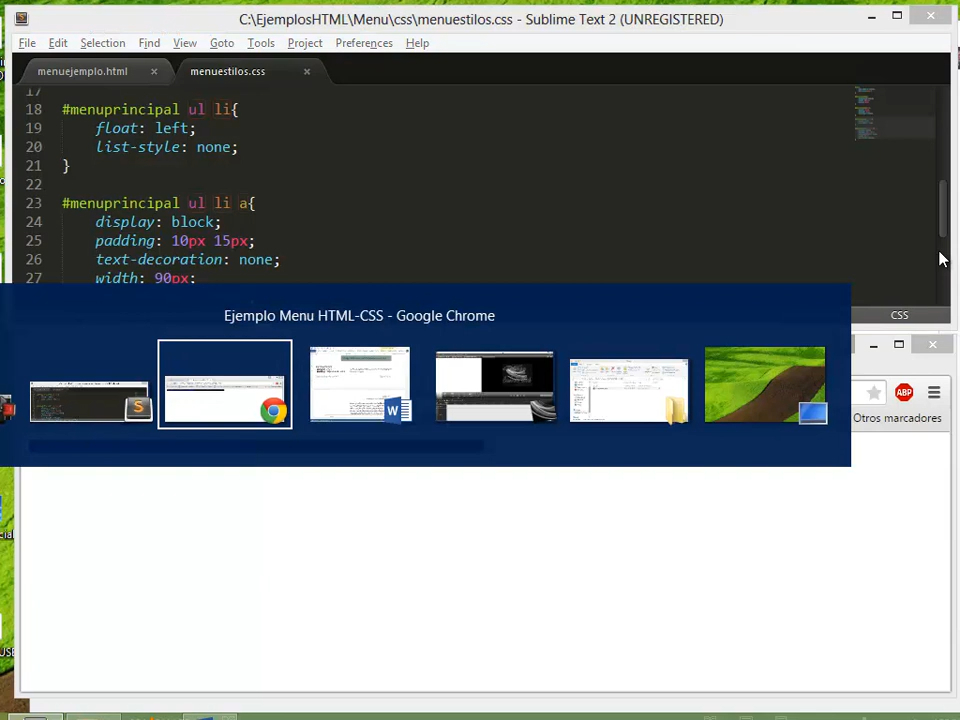 C:\EjemplosHTML\Menu\css\menuestilos.css - Sublime Text 2 (UNREGISTERED)
File Edit Selection Find View Goto Tools Project Preferences Help
menuejemplo.html × menuestilos.css ×
17
18 #menuprincipal ul li{
19 float: left;
20 list-style: none;
21 }
22
23 #menuprincipal ul li a{
24 display: block;
25 padding: 10px 15px;
26 text-decoration: none;
27 width: 90px;
CSS
Ejemplo Menu HTML-CSS - Google Chrome
ABP
Otros marcadores